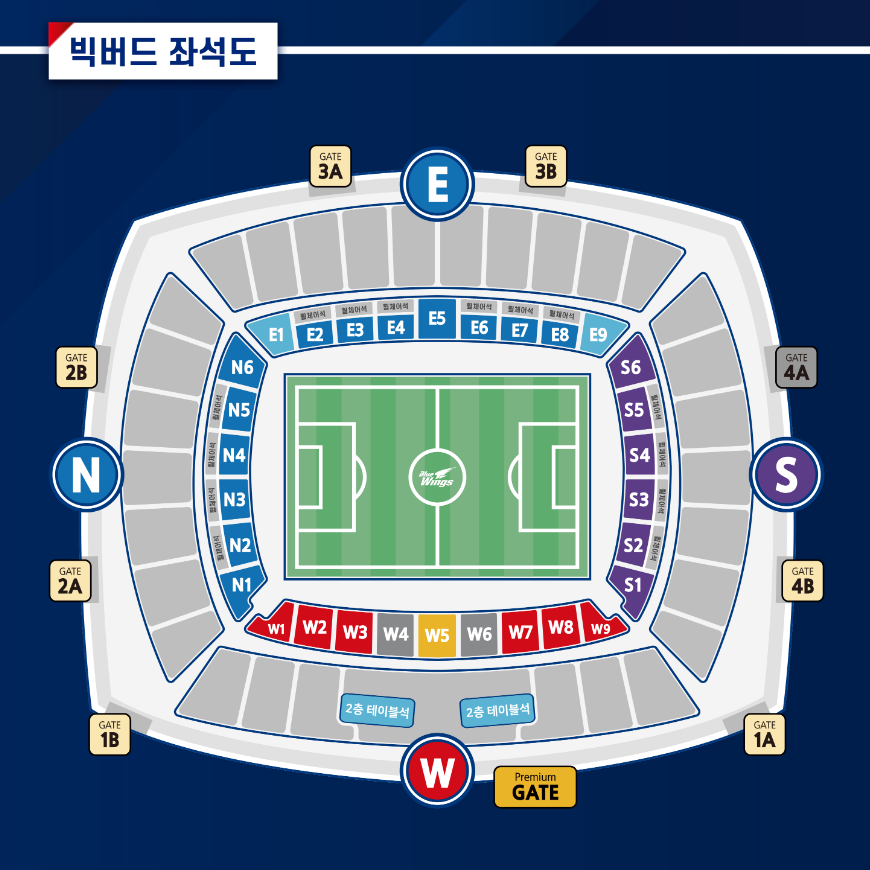 빅버드 좌석도
GATE
3A
E
GATE
3B
E1
휠체어석
E2
휠체어석
E3
휠체어석
E4
E5
휠체어석
E6
휠체어석
E7
휠체어석
E8
E9
GATE
2B
N6
휠체어석
N5
휠체어석
N4
휠체어석
N3
휠체어석
N2
N1
N
GATE
2A
Blue
Wings
S6
S5
휠체어석
S4
휠체어석
S3
휠체어석
S2
휠체어석
S1
GATE
4A
S
GATE
4B
W1
W2
W3
W4
W5
W6
W7
W8
W9
2층 테이블석
2층 테이블석
GATE
1B
W
Premium
GATE
GATE
1A